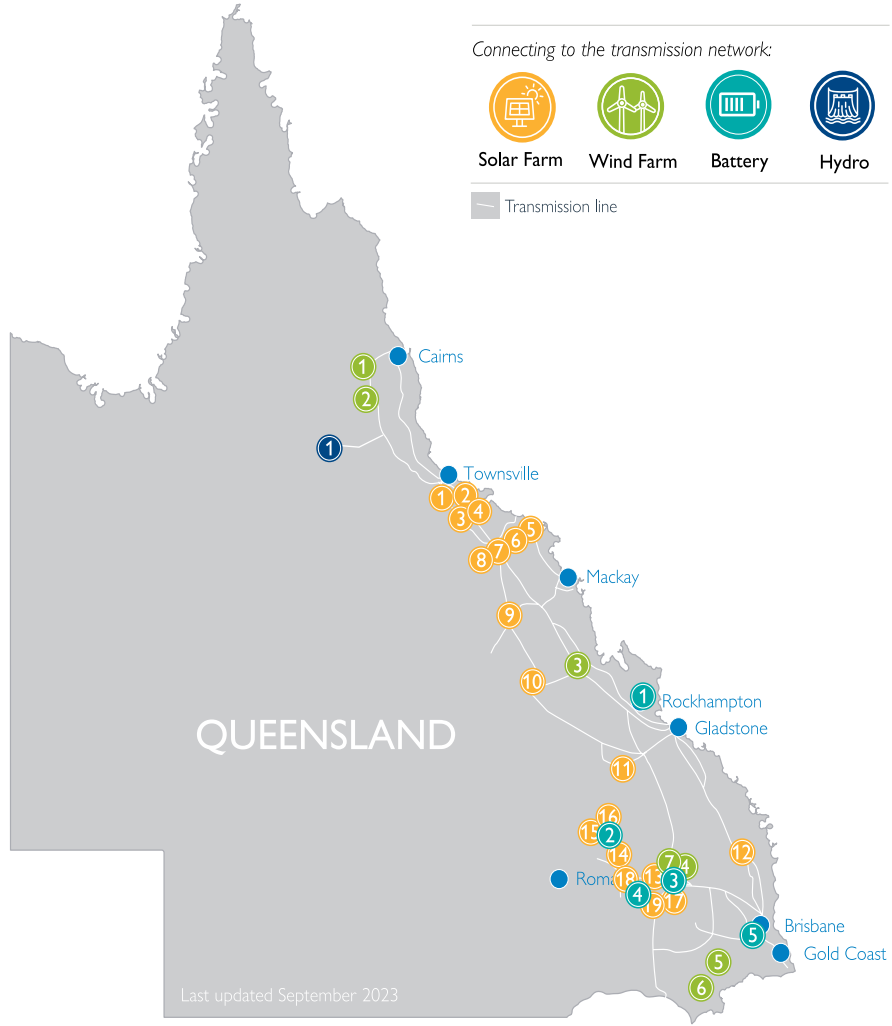 Connecting to the transmission network:
Solar Farm
Wind Farm
Battery
Hydro
Transmission line
Cairns
1
2
1
Townsville
1
2
3
4
5
6
7
8
Mackay
9
3
10
1
Rockhampton
Gladstone
QUEENSLAND
11
16
15
2
14
12
7
4
Roma
18
13
3
4
19
17
Brisbane
5
Gold Coast
5
6
Last updated September 2023